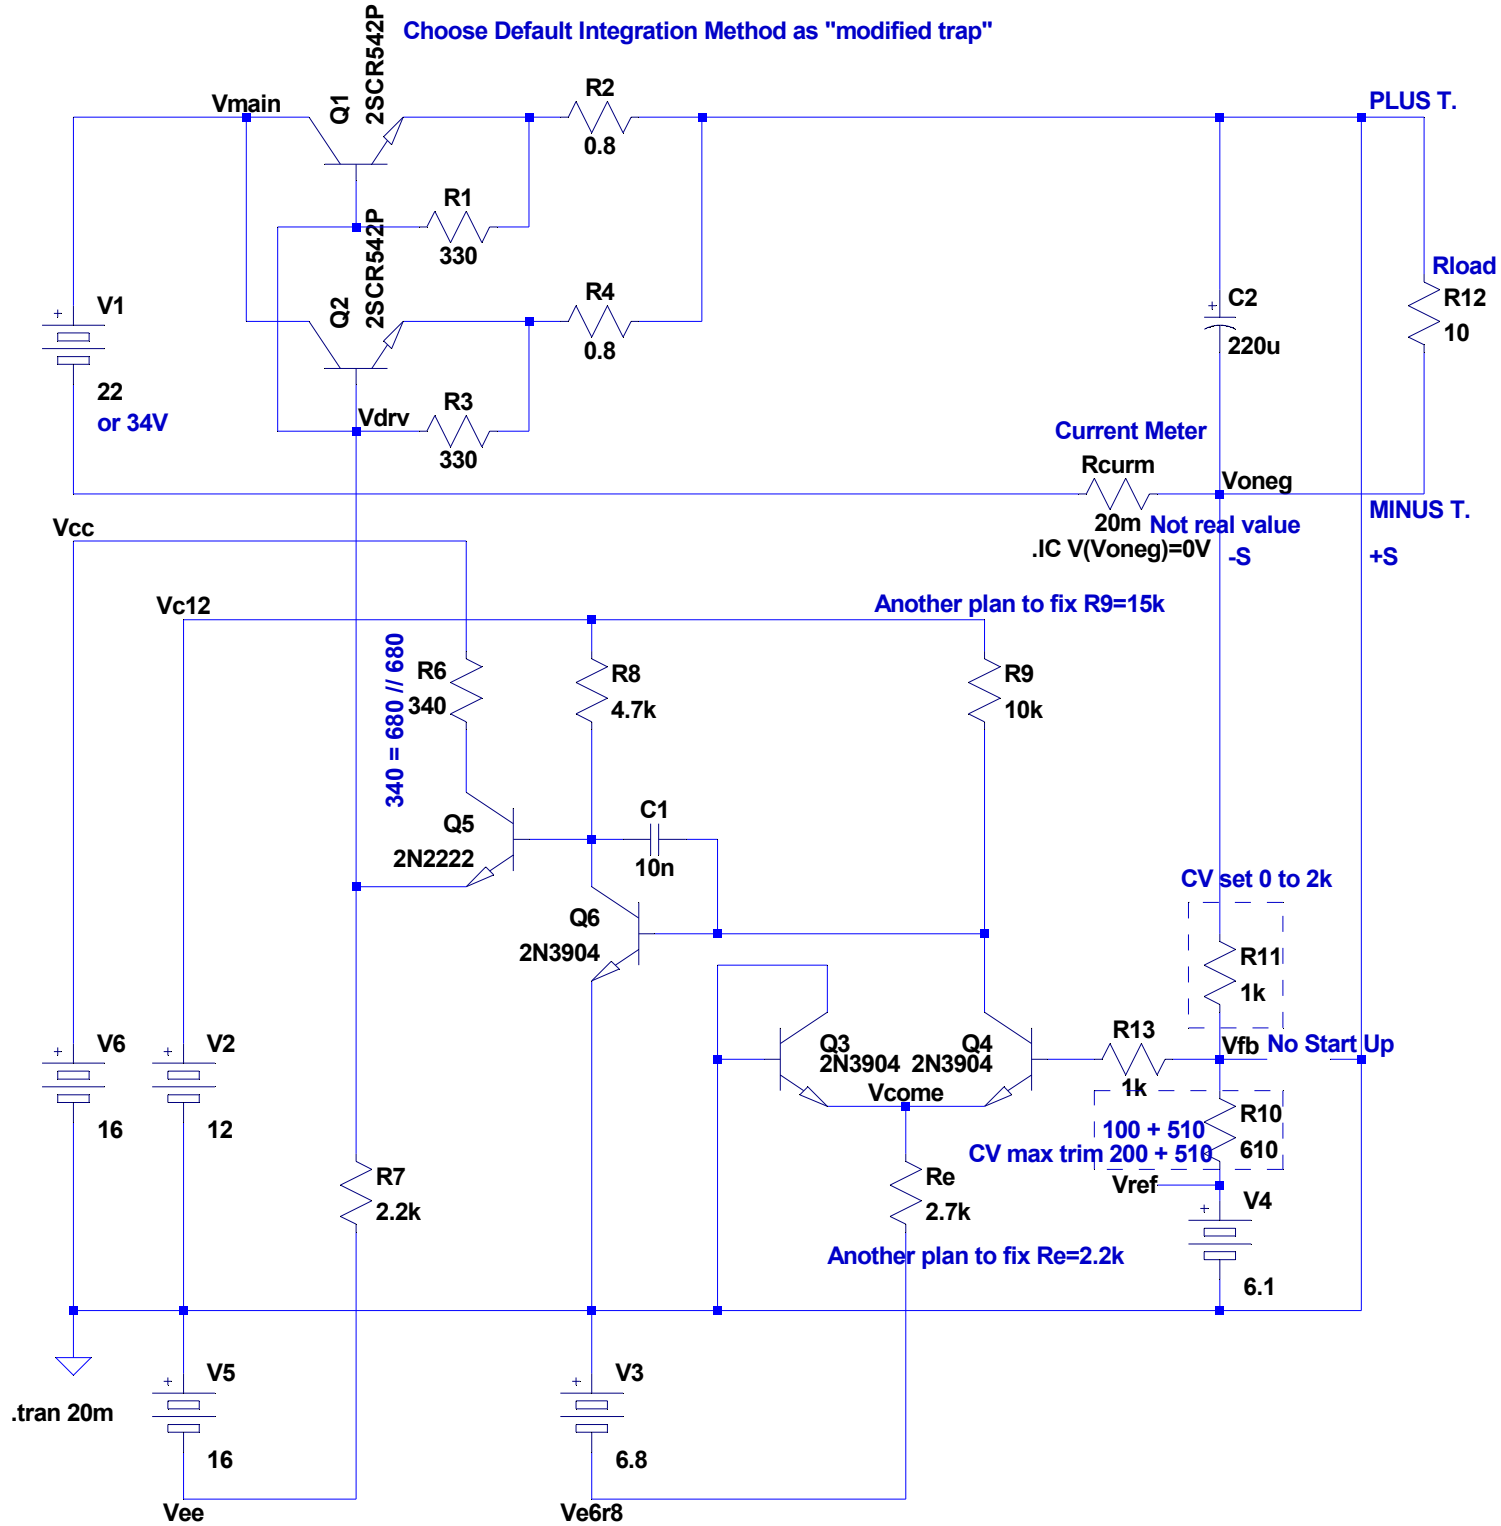 Choose Default Integration Method as "modified trap"
Vmain
Q1
2SCR542P
R2
0.8
PLUS T.
R1
330
Q2
2SCR542P
R4
0.8
V1
22
or 34V
Vdrv
R3
330
C2
220u
Rload
R12
10
Current Meter
Rcurm
20m
Not real value
Voneg
MINUS T.
.IC V(Voneg)=0V
-S
+S
Vcc
Vc12
Another plan to fix R9=15k
340 = 680 // 680
R6
340
R8
4.7k
R9
10k
Q5
2N2222
C1
10n
CV set 0 to 2k
Q6
2N3904
R11
1k
V6
16
V2
12
Q3
2N3904
Q4
2N3904
R13
1k
Vfb
No Start Up
Vcome
R10
610
100 + 510
CV max trim 200 + 510
Vref
R7
2.2k
Re
2.7k
V4
6.1
Another plan to fix Re=2.2k
.tran 20m
V5
16
V3
6.8
Vee
Ve6r8